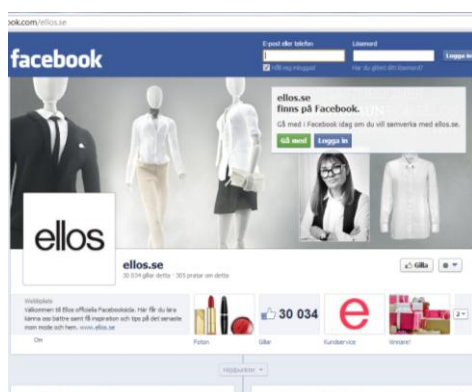 ook.com/ellos.se
facebook
E-post eller telefon
Lösenord
Logga in
Håll mig inloggad
Har du glömt ditt lösenord?
ellos.se
finns på Facebook.
Gå med i Facebook idag om du vill samverka med ellos.se.
Gå med
Logga in
ellos
ellos.se
30 034 gillar detta · 305 pratar om detta
Gilla
Webbplats
Välkommen till Ellos officiella Facebooksida. Här får du lära
känna oss bättre samt få inspiration och tips på det senaste
inom mode och hem. www.ellos.se
Om
Foton
30 034
Gillar
e
Kundservice
Vinnare!
2
Höjdpunkter